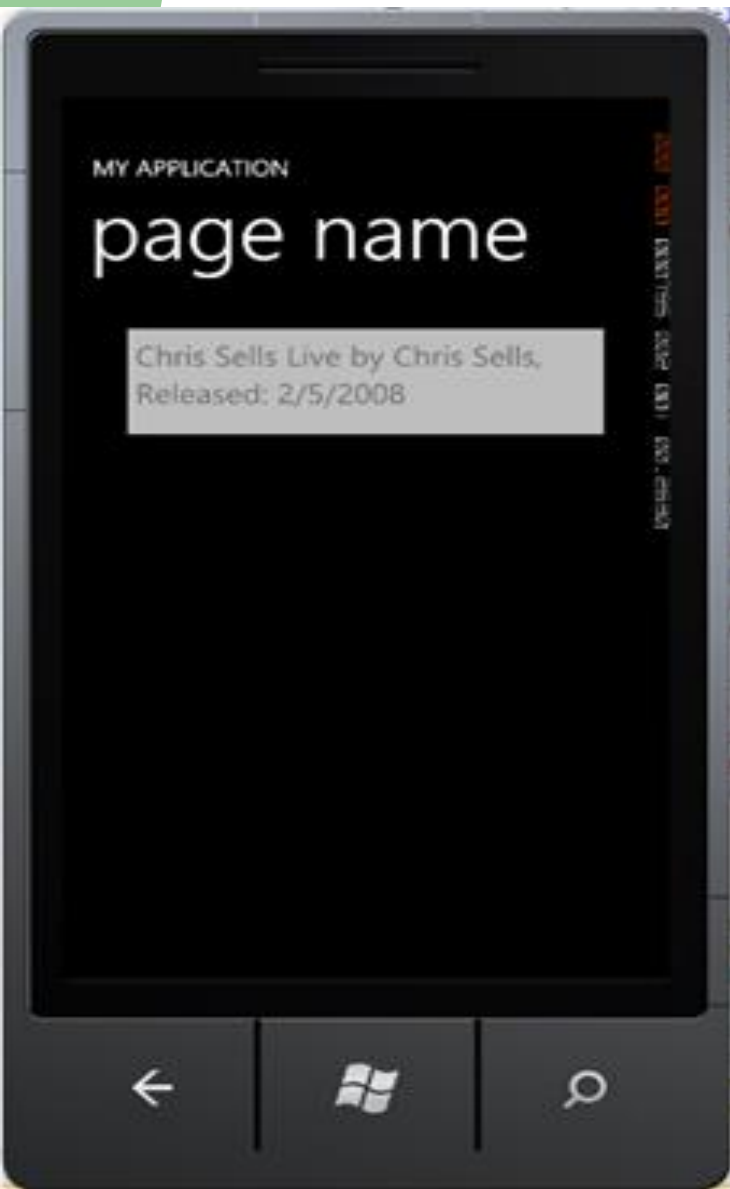 MY APPLICATION
page name
Chris Sells Live by Chris Sells,
Released: 2/5/2008